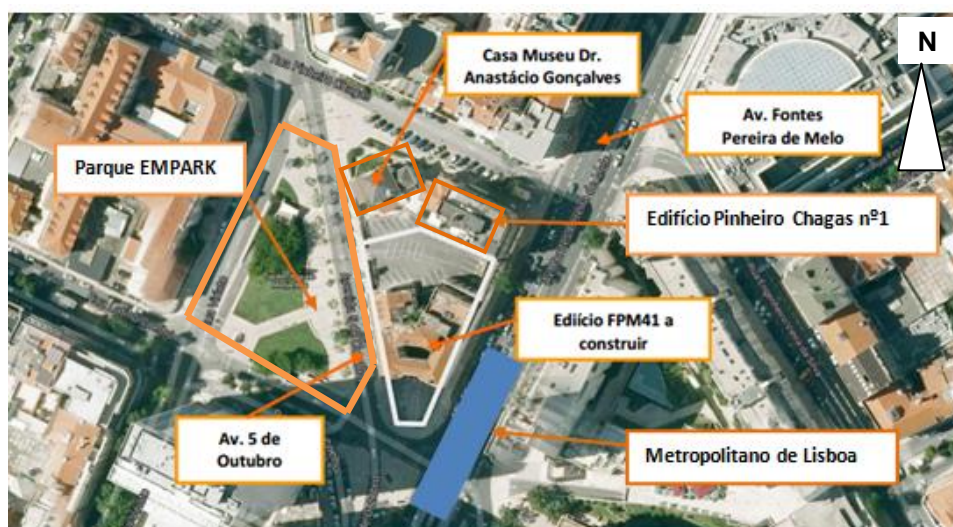 N
Casa Museu Dr.
Anastácio Gonçalves
Av. Fontes
Pereira de Melo
Parque EMPARK
Edifício Pinheiro Chagas nº1
Ediício FPM41 a
construir
Av. 5 de
Outubro
Metropolitano de Lisboa